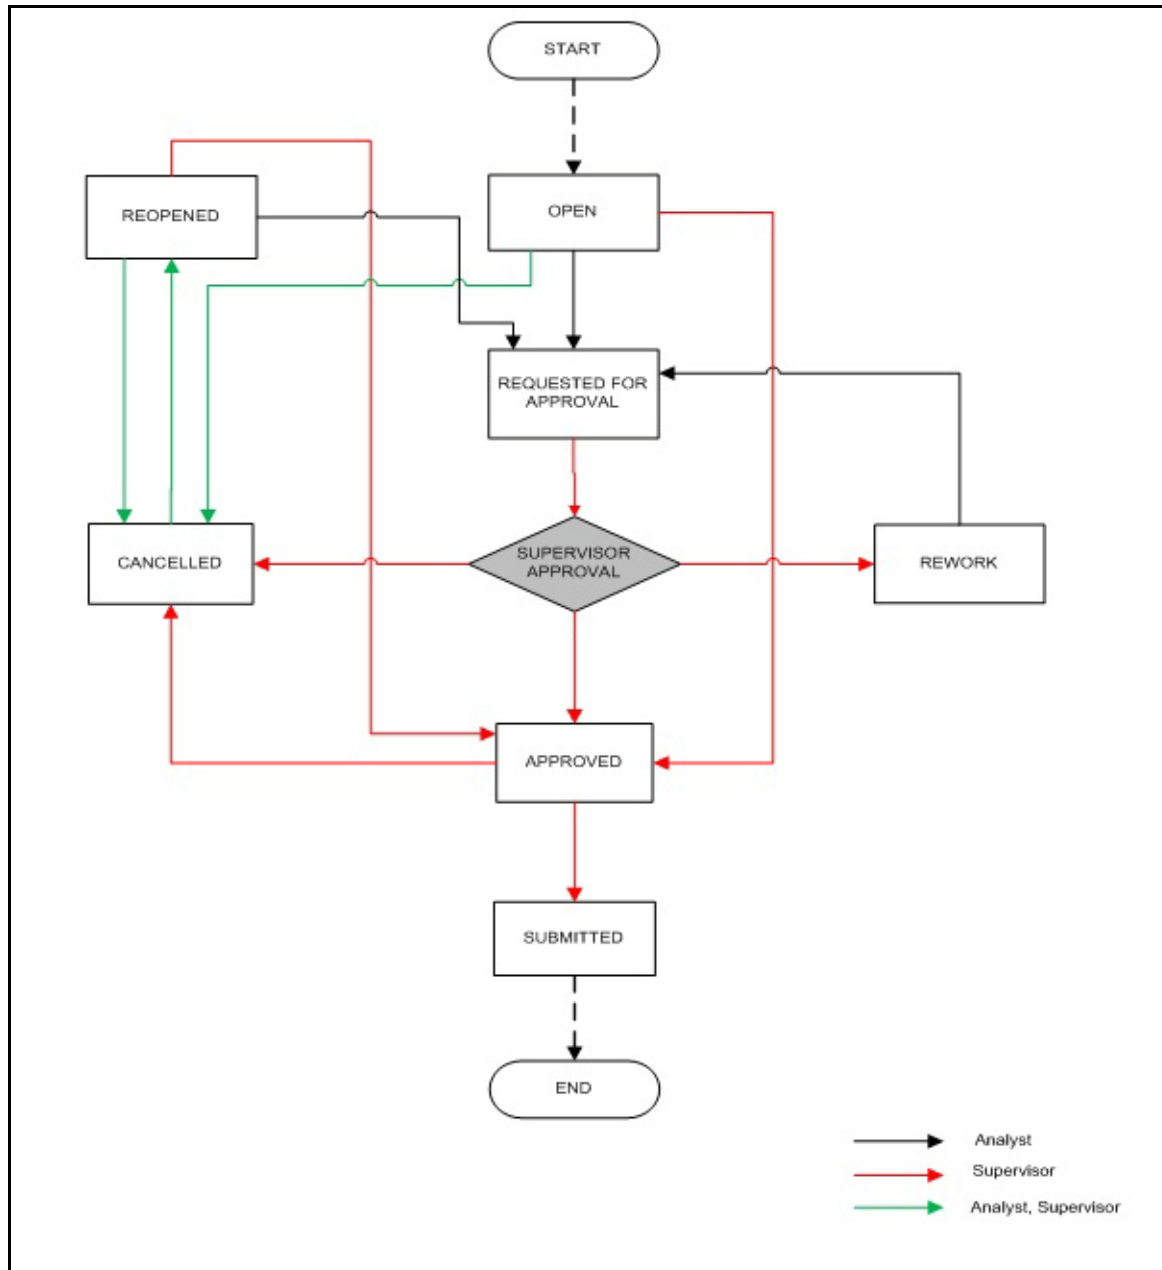 START
REOPENED
OPEN
REQUESTED FOR
APPROVAL
CANCELLED
SUPERVISOR
APPROVAL
REWORK
APPROVED
SUBMITTED
END
Analyst
Supervisor
Analyst, Supervisor